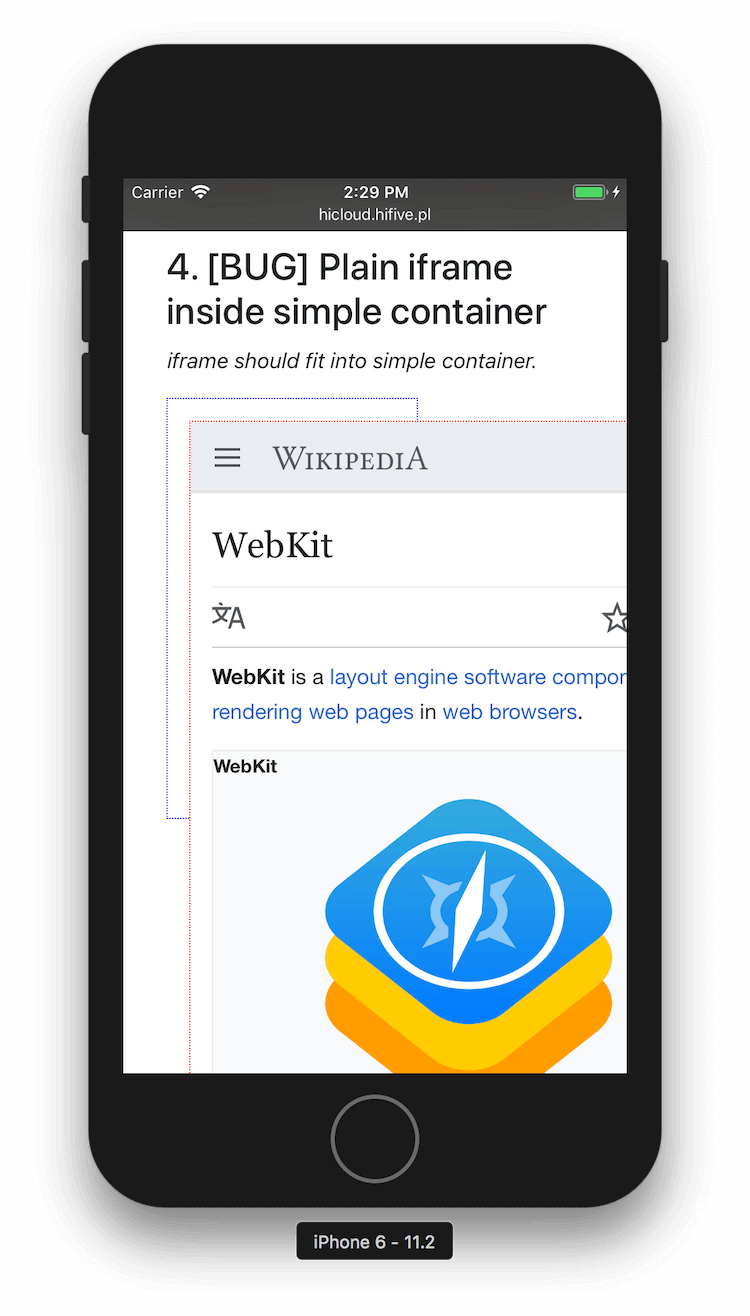 Carrier 2:29 PM
hicloud.hifive.pl
4. [BUG] Plain iframe
inside simple container
iframe should fit into simple container.
WIKIPEDIA
WebKit
文A
WebKit is a layout engine software compon
rendering web pages in web browsers.
WebKit
iPhone 6 - 11.2